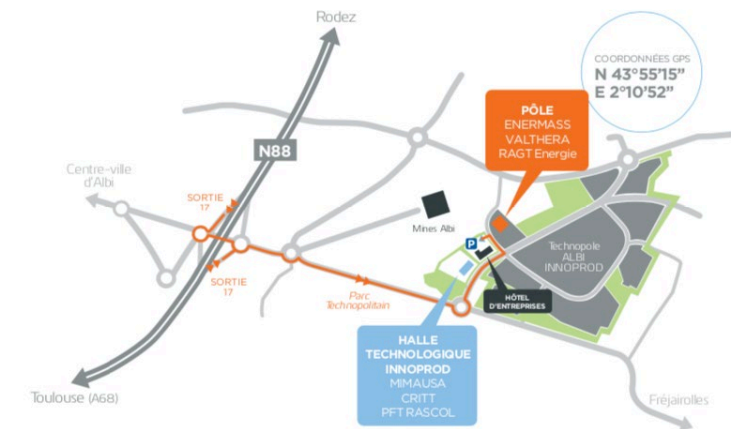 Rodez
COORDONNÉES GPS
N 43°55'15"
E 2°10'52"
PÔLE
ENERMASS
VALTHERA
RAGT Energie
N88
Centre-ville
d'Albi
SORTIE
17
Mines Albi
P
Technopole
ALBI
INNOPROD
SORTIE
17
Parc
Technopolitain
HÔTEL
D'ENTREPRISES
HALLE
TECHNOLOGIQUE
INNOPROD
MIMAUSA
CRITT
PFT RASCOL
Toulouse (A68)
Fréjairolles